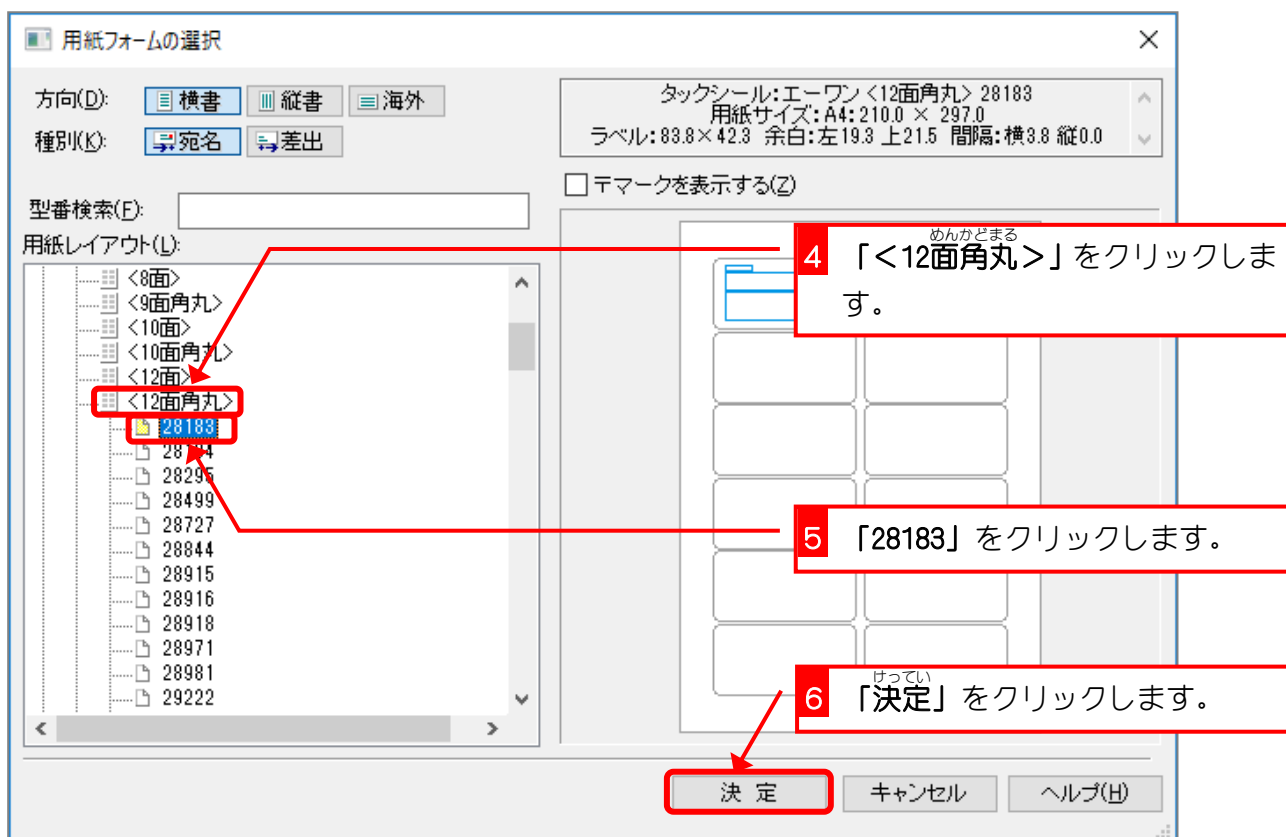 用紙フォームの選択
方向(D): 横書 縦書 海外
種別(K): 宛名 差出
タックシール:エーワン <12面角丸> 28183
用紙サイズ:A4:210.0 × 297.0
ラベル:83.8×42.3 余白:左19.3 上21.5 間隔:横3.8 縦0.0
〒マークを表示する(Z)
型番検索(F):
用紙レイアウト(L):
<8面>
<9面角丸>
<10面>
<10面角丸>
<12面>
<12面角丸>
28183
28295
28499
28727
28844
28915
28916
28918
28971
28981
29222
めんかどまる
4 「<12面角丸>」をクリックしま
す。
5 「28183」をクリックします。
けってい
6 「決定」をクリックします。
決 定 キャンセル ヘルプ(H)